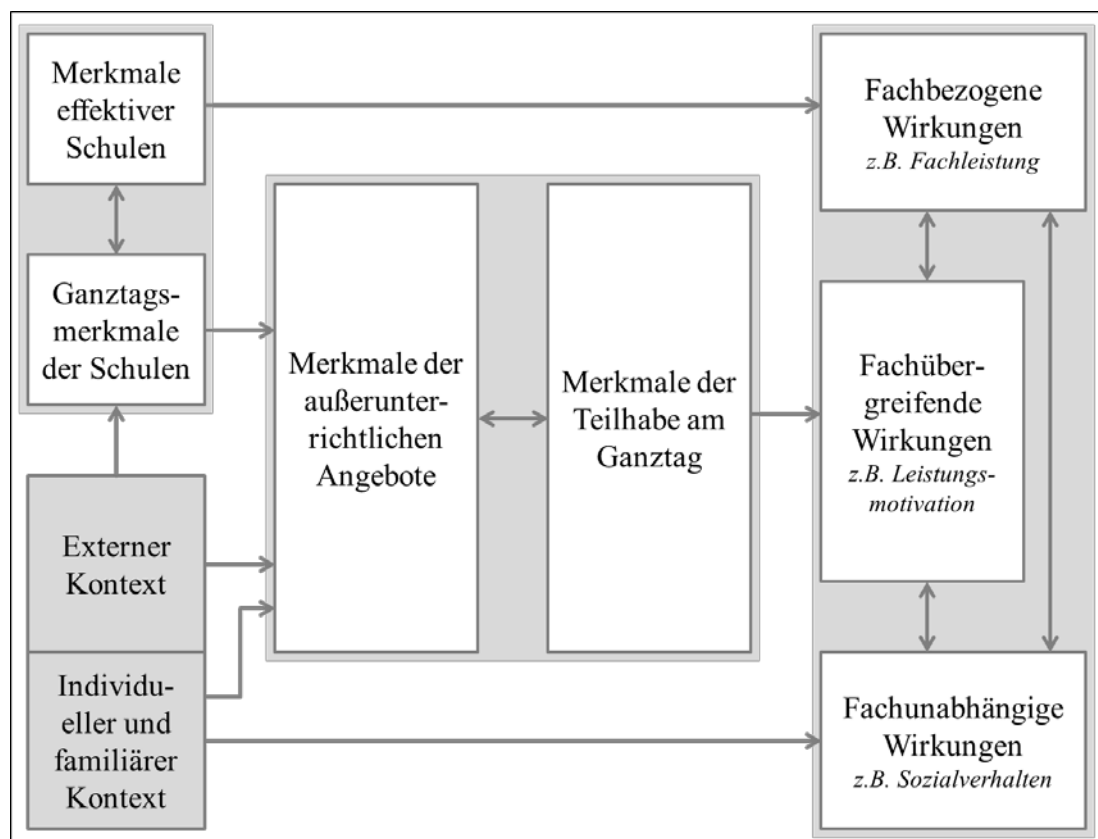 Merkmale
effektiver
Schulen
Ganztags-
merkmale
der Schulen
Externer
Kontext
Individu-
eller und
familiärer
Kontext
Merkmale der
außerunter-
richtlichen
Angebote
Merkmale der
Teilhabe am
Ganztag
Fachbezogene
Wirkungen
z.B. Fachleistung
Fachüber-
greifende
Wirkungen
z.B. Leistungs-
motivation
Fachunabhängige
Wirkungen
z.B. Sozialverhalten